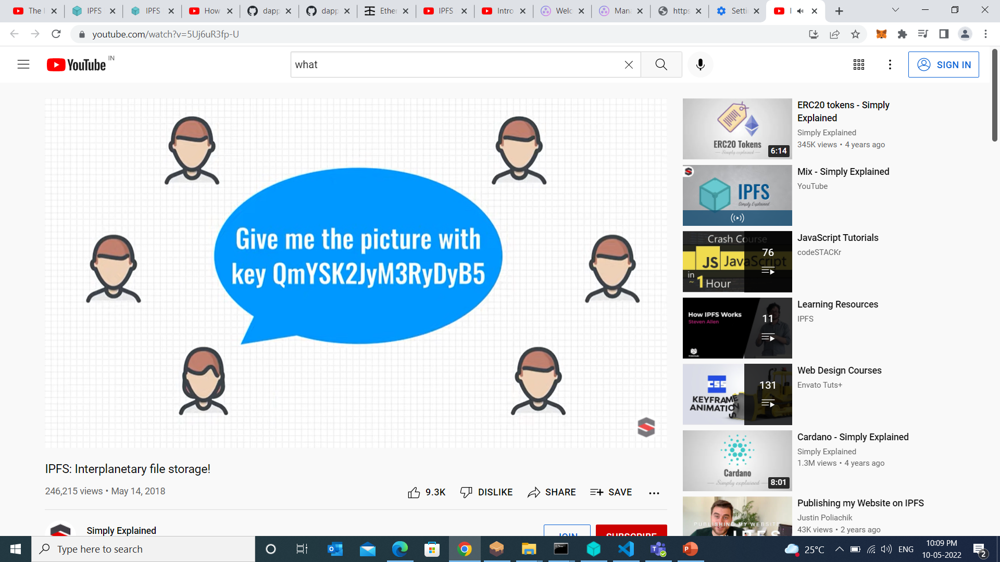 The
IPFS
IPFS
How
dapp
dapp
Ether
IPFS
Intro
Welc
Mana
https
Setti
youtube.com/watch?v=5Uj6uR3fp-U
YouTube IN
what
SIGN IN
Give me the picture with
key QmYSK2JyM3RyDyB5
IPFS: Interplanetary file storage!
246,215 views • May 14, 2018
9.3K DISLIKE SHARE SAVE
Simply Explained
JOIN SUBSCRIBE
ERC20 Tokens
Simply explained
6:14
ERC20 tokens - Simply
Explained
Simply Explained
345K views • 4 years ago
IPFS
Simply Explained
Mix - Simply Explained
YouTube
Crash Course
JS JavaScript
in
~ 1 Hour
76
JavaScript Tutorials
codeSTACKr
How IPFS Works
Steven Allen
11
Learning Resources
IPFS
CSS
KEYFRAME
ANIMATIONS
131
Web Design Courses
Envato Tuts+
Cardano
Simply explained
8:01
Cardano - Simply Explained
Simply Explained
1.3M views • 4 years ago
PUBLISHING MY WEBSITE
IPFS
Publishing my Website on IPFS
Justin Poliachik
43K views • 2 years ago
Type here to search
25°C
ENG
10:09 PM
10-05-2022
2